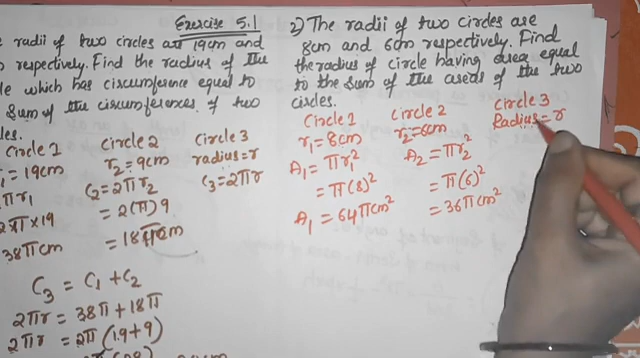 Exercise 5.1
radii of two circles are 19cm and
respectively. Find the radius of the
which has circumference equal to
sum of the circumferences of two
Circle 1 Circle 2 Circle 3
= 19cm r₂ = 9cm radius = r
πr₁ C₂ = 2πr₂ C₃ = 2πr
π × 19 = 2(π)9
38πcm = 18πcm
C₃ = C₁ + C₂
2πr = 38π + 18π
2πr = 2π(19+9)
2) The radii of two circles are
8cm and 6cm respectively. Find
the radius of circle having area equal
to the sum of the areas of the two
circles.
Circle 1 Circle 2 Circle 3
r₁ = 8cm r₂ = 6cm Radius = r
A₁ = πr₁² A₂ = πr₂²
= π(8)² = π(6)²
A₁ = 64πcm² = 36πcm²